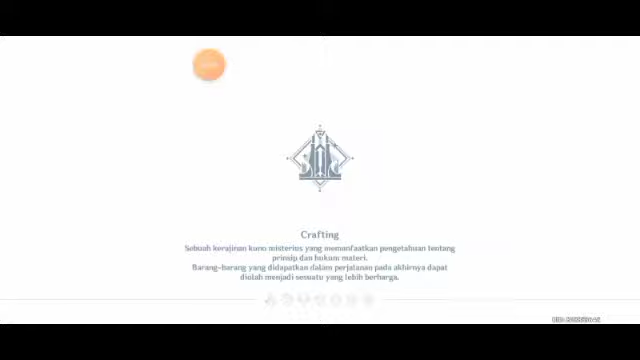 Crafting
Sebuah kerajinan kuno misterius yang memanfaatkan pengetahuan tentang
prinsip dan hukum materi.
Barang-barang yang didapatkan dalam perjalanan pada akhirnya dapat
diolah menjadi sesuatu yang lebih berharga.